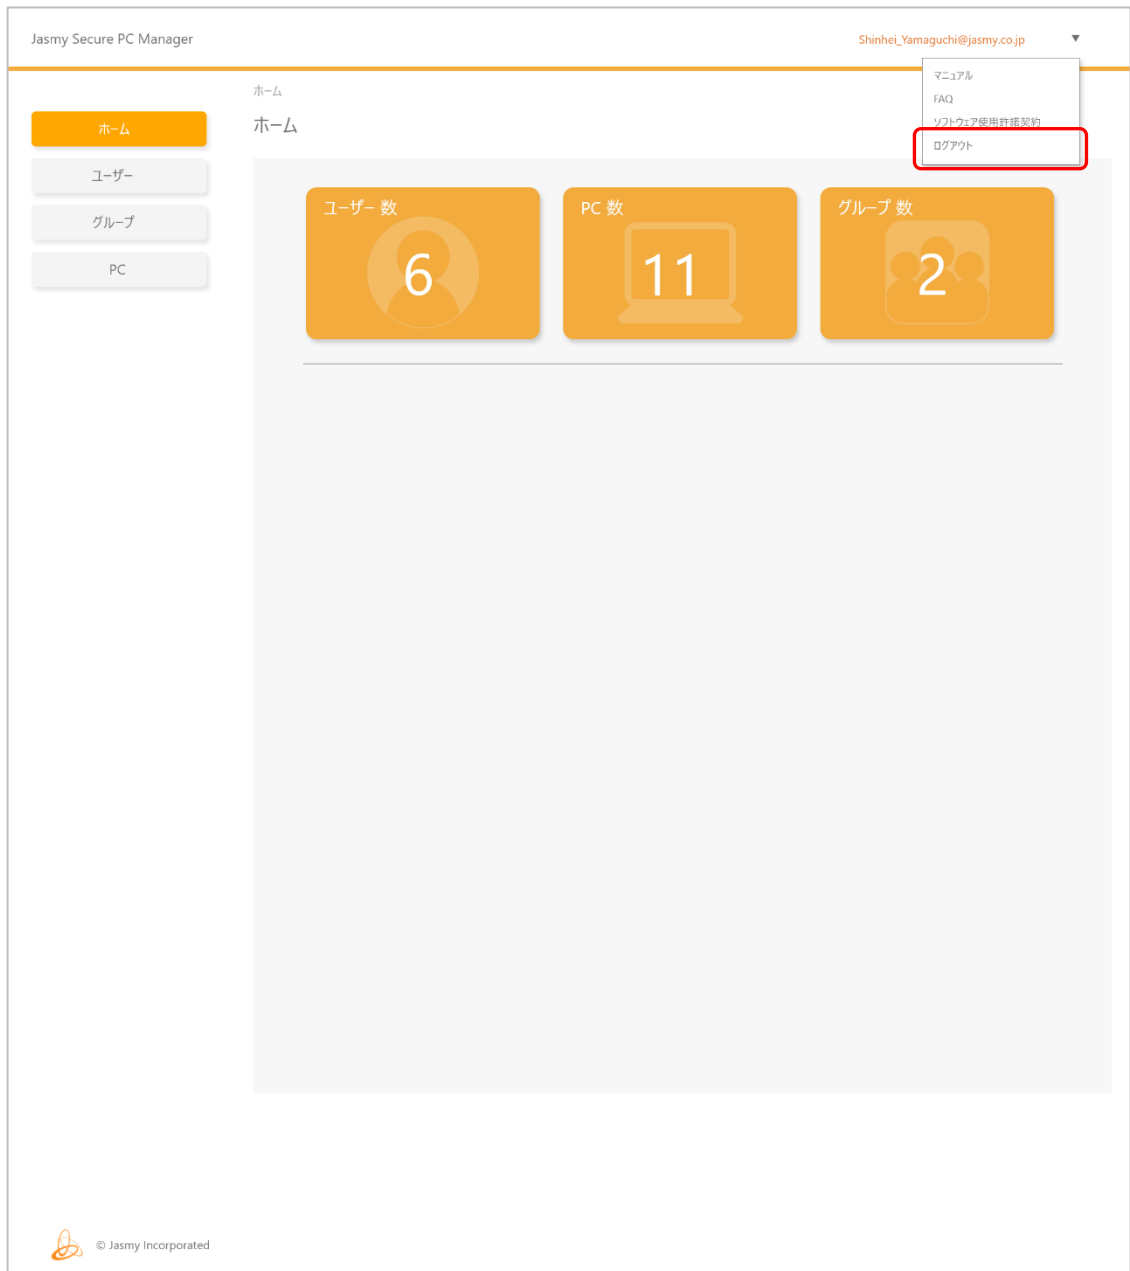 Jasmy Secure PC Manager
Shinhei_Yamaguchi@jasmy.co.jp ▼
マニュアル
FAQ
ソフトウェア使用許諾契約
ログアウト
ホーム
ホーム
ホーム
ユーザー
グループ
PC
ユーザー 数
6
PC 数
11
グループ 数
2
© Jasmy Incorporated